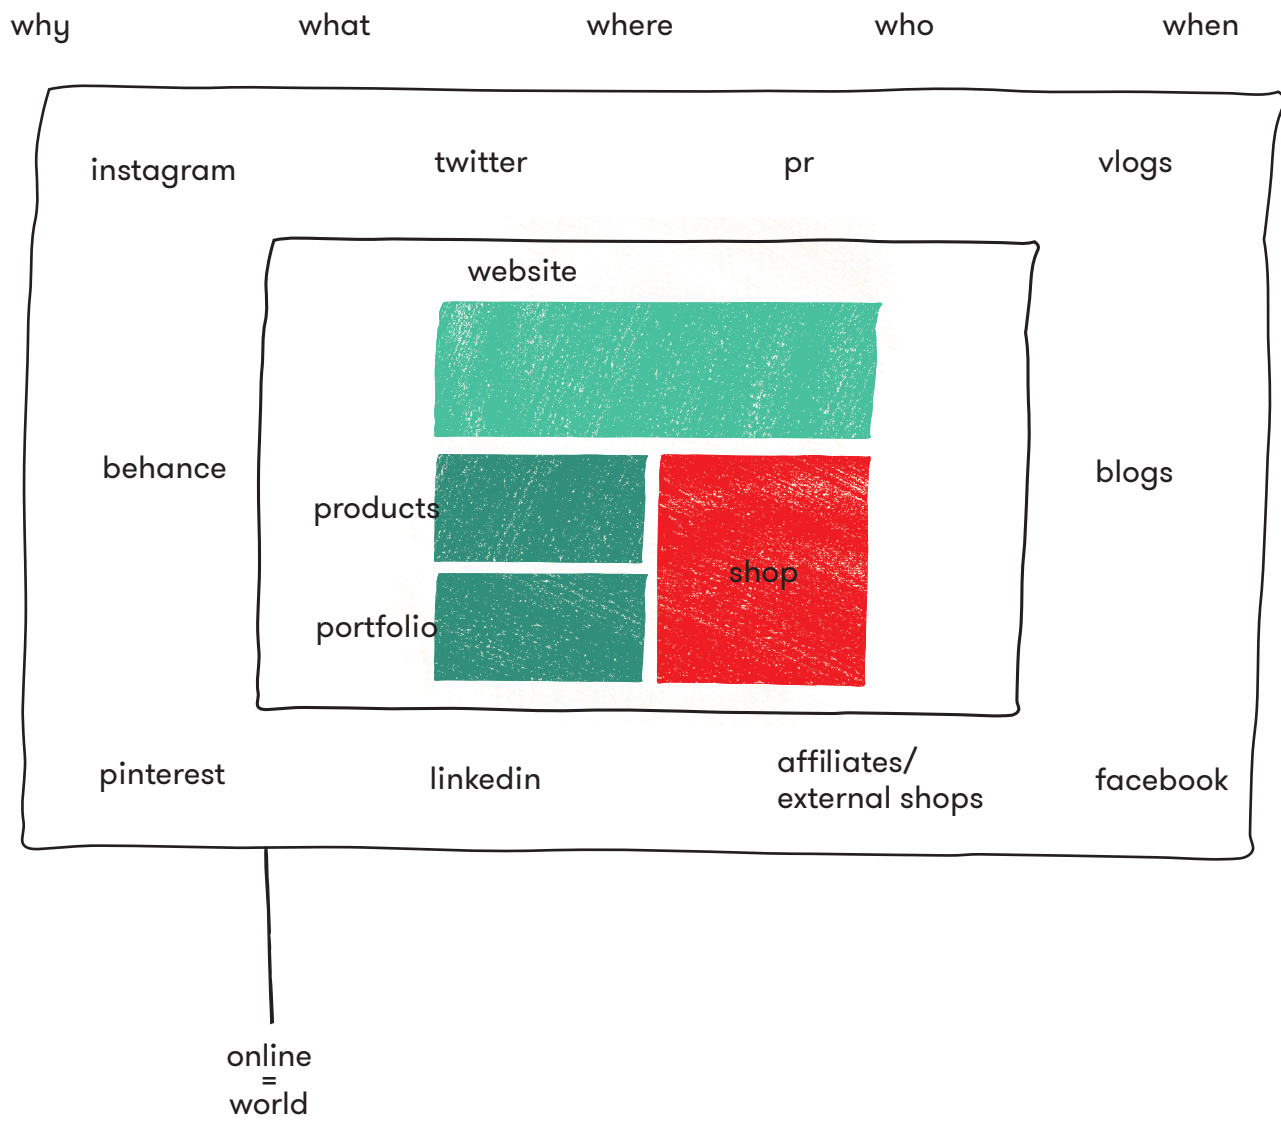 why what where who when
instagram twitter pr vlogs
website
behance blogs
products
shop
portfolio
pinterest linkedin affiliates/
external shops facebook
online
=
world